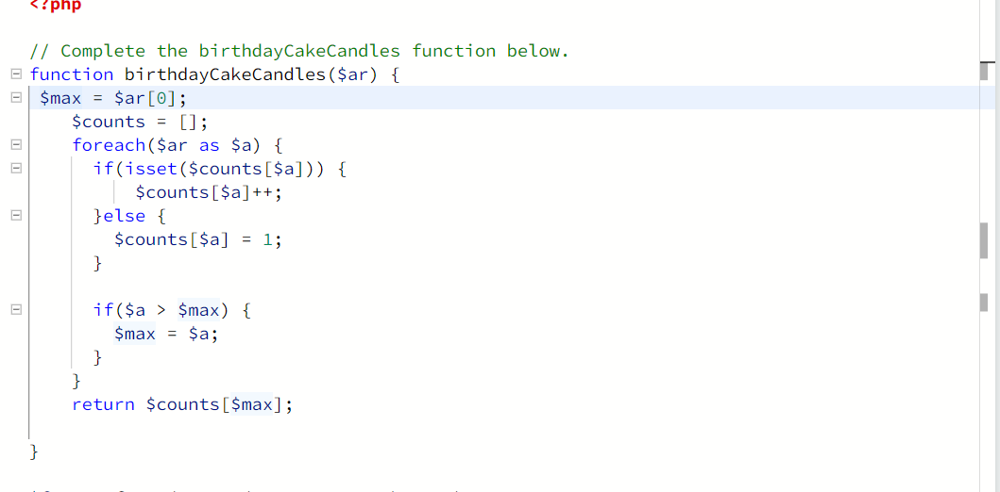 <?php
// Complete the birthdayCakeCandles function below.
function birthdayCakeCandles($ar) {
$max = $ar[0];
$counts = [];
foreach($ar as $a) {
if(isset($counts[$a])) {
$counts[$a]++;
}else {
$counts[$a] = 1;
}
if($a > $max) {
$max = $a;
}
}
return $counts[$max];
}